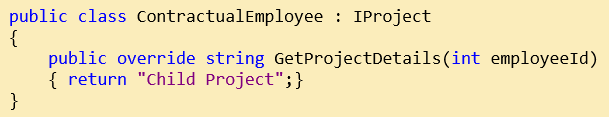 public class ContractualEmployee : IProject
{
    public override string GetProjectDetails(int employeeId)
    { return "Child Project";}
}